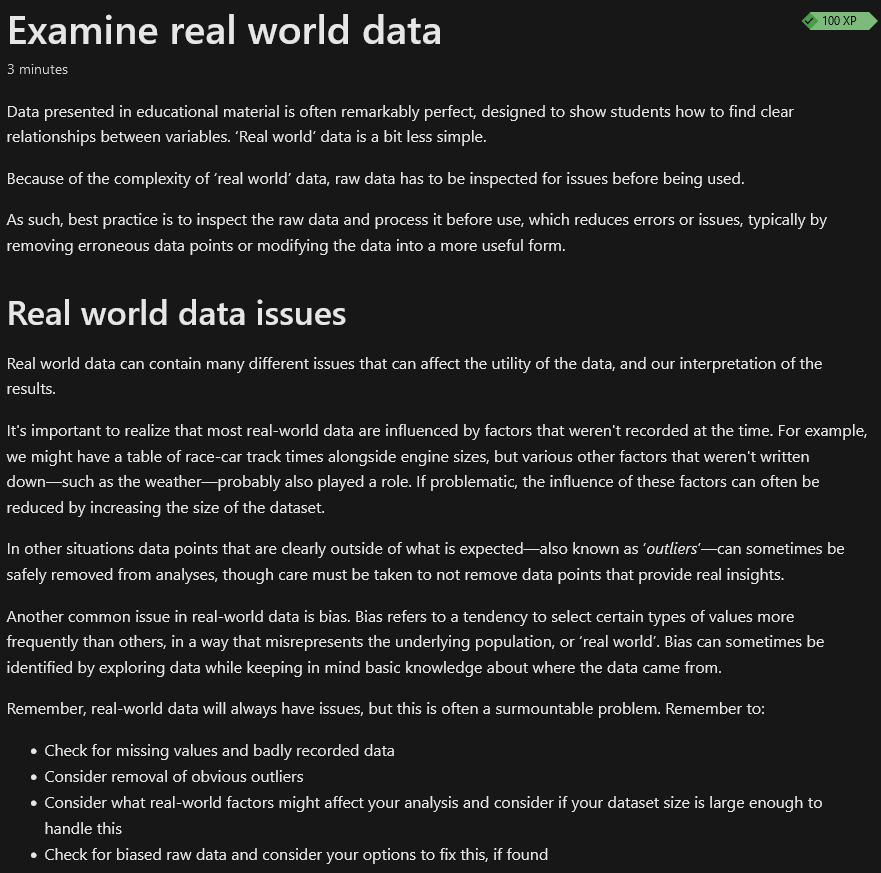 Examine real world data
100 XP
3 minutes
Data presented in educational material is often remarkably perfect, designed to show students how to find clear
relationships between variables. ‘Real world’ data is a bit less simple.
Because of the complexity of ‘real world’ data, raw data has to be inspected for issues before being used.
As such, best practice is to inspect the raw data and process it before use, which reduces errors or issues, typically by
removing erroneous data points or modifying the data into a more useful form.
Real world data issues
Real world data can contain many different issues that can affect the utility of the data, and our interpretation of the
results.
It's important to realize that most real-world data are influenced by factors that weren't recorded at the time. For example,
we might have a table of race-car track times alongside engine sizes, but various other factors that weren't written
down—such as the weather—probably also played a role. If problematic, the influence of these factors can often be
reduced by increasing the size of the dataset.
In other situations data points that are clearly outside of what is expected—also known as ‘outliers’—can sometimes be
safely removed from analyses, though care must be taken to not remove data points that provide real insights.
Another common issue in real-world data is bias. Bias refers to a tendency to select certain types of values more
frequently than others, in a way that misrepresents the underlying population, or ‘real world’. Bias can sometimes be
identified by exploring data while keeping in mind basic knowledge about where the data came from.
Remember, real-world data will always have issues, but this is often a surmountable problem. Remember to:
• Check for missing values and badly recorded data
• Consider removal of obvious outliers
• Consider what real-world factors might affect your analysis and consider if your dataset size is large enough to
handle this
• Check for biased raw data and consider your options to fix this, if found